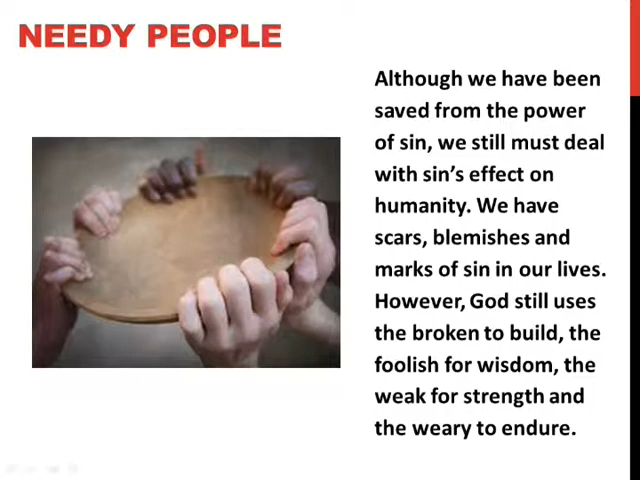 NEEDY PEOPLE
Although we have been
saved from the power
of sin, we still must deal
with sin's effect on
humanity. We have
scars, blemishes and
marks of sin in our lives.
However, God still uses
the broken to build, the
foolish for wisdom, the
weak for strength and
the weary to endure.